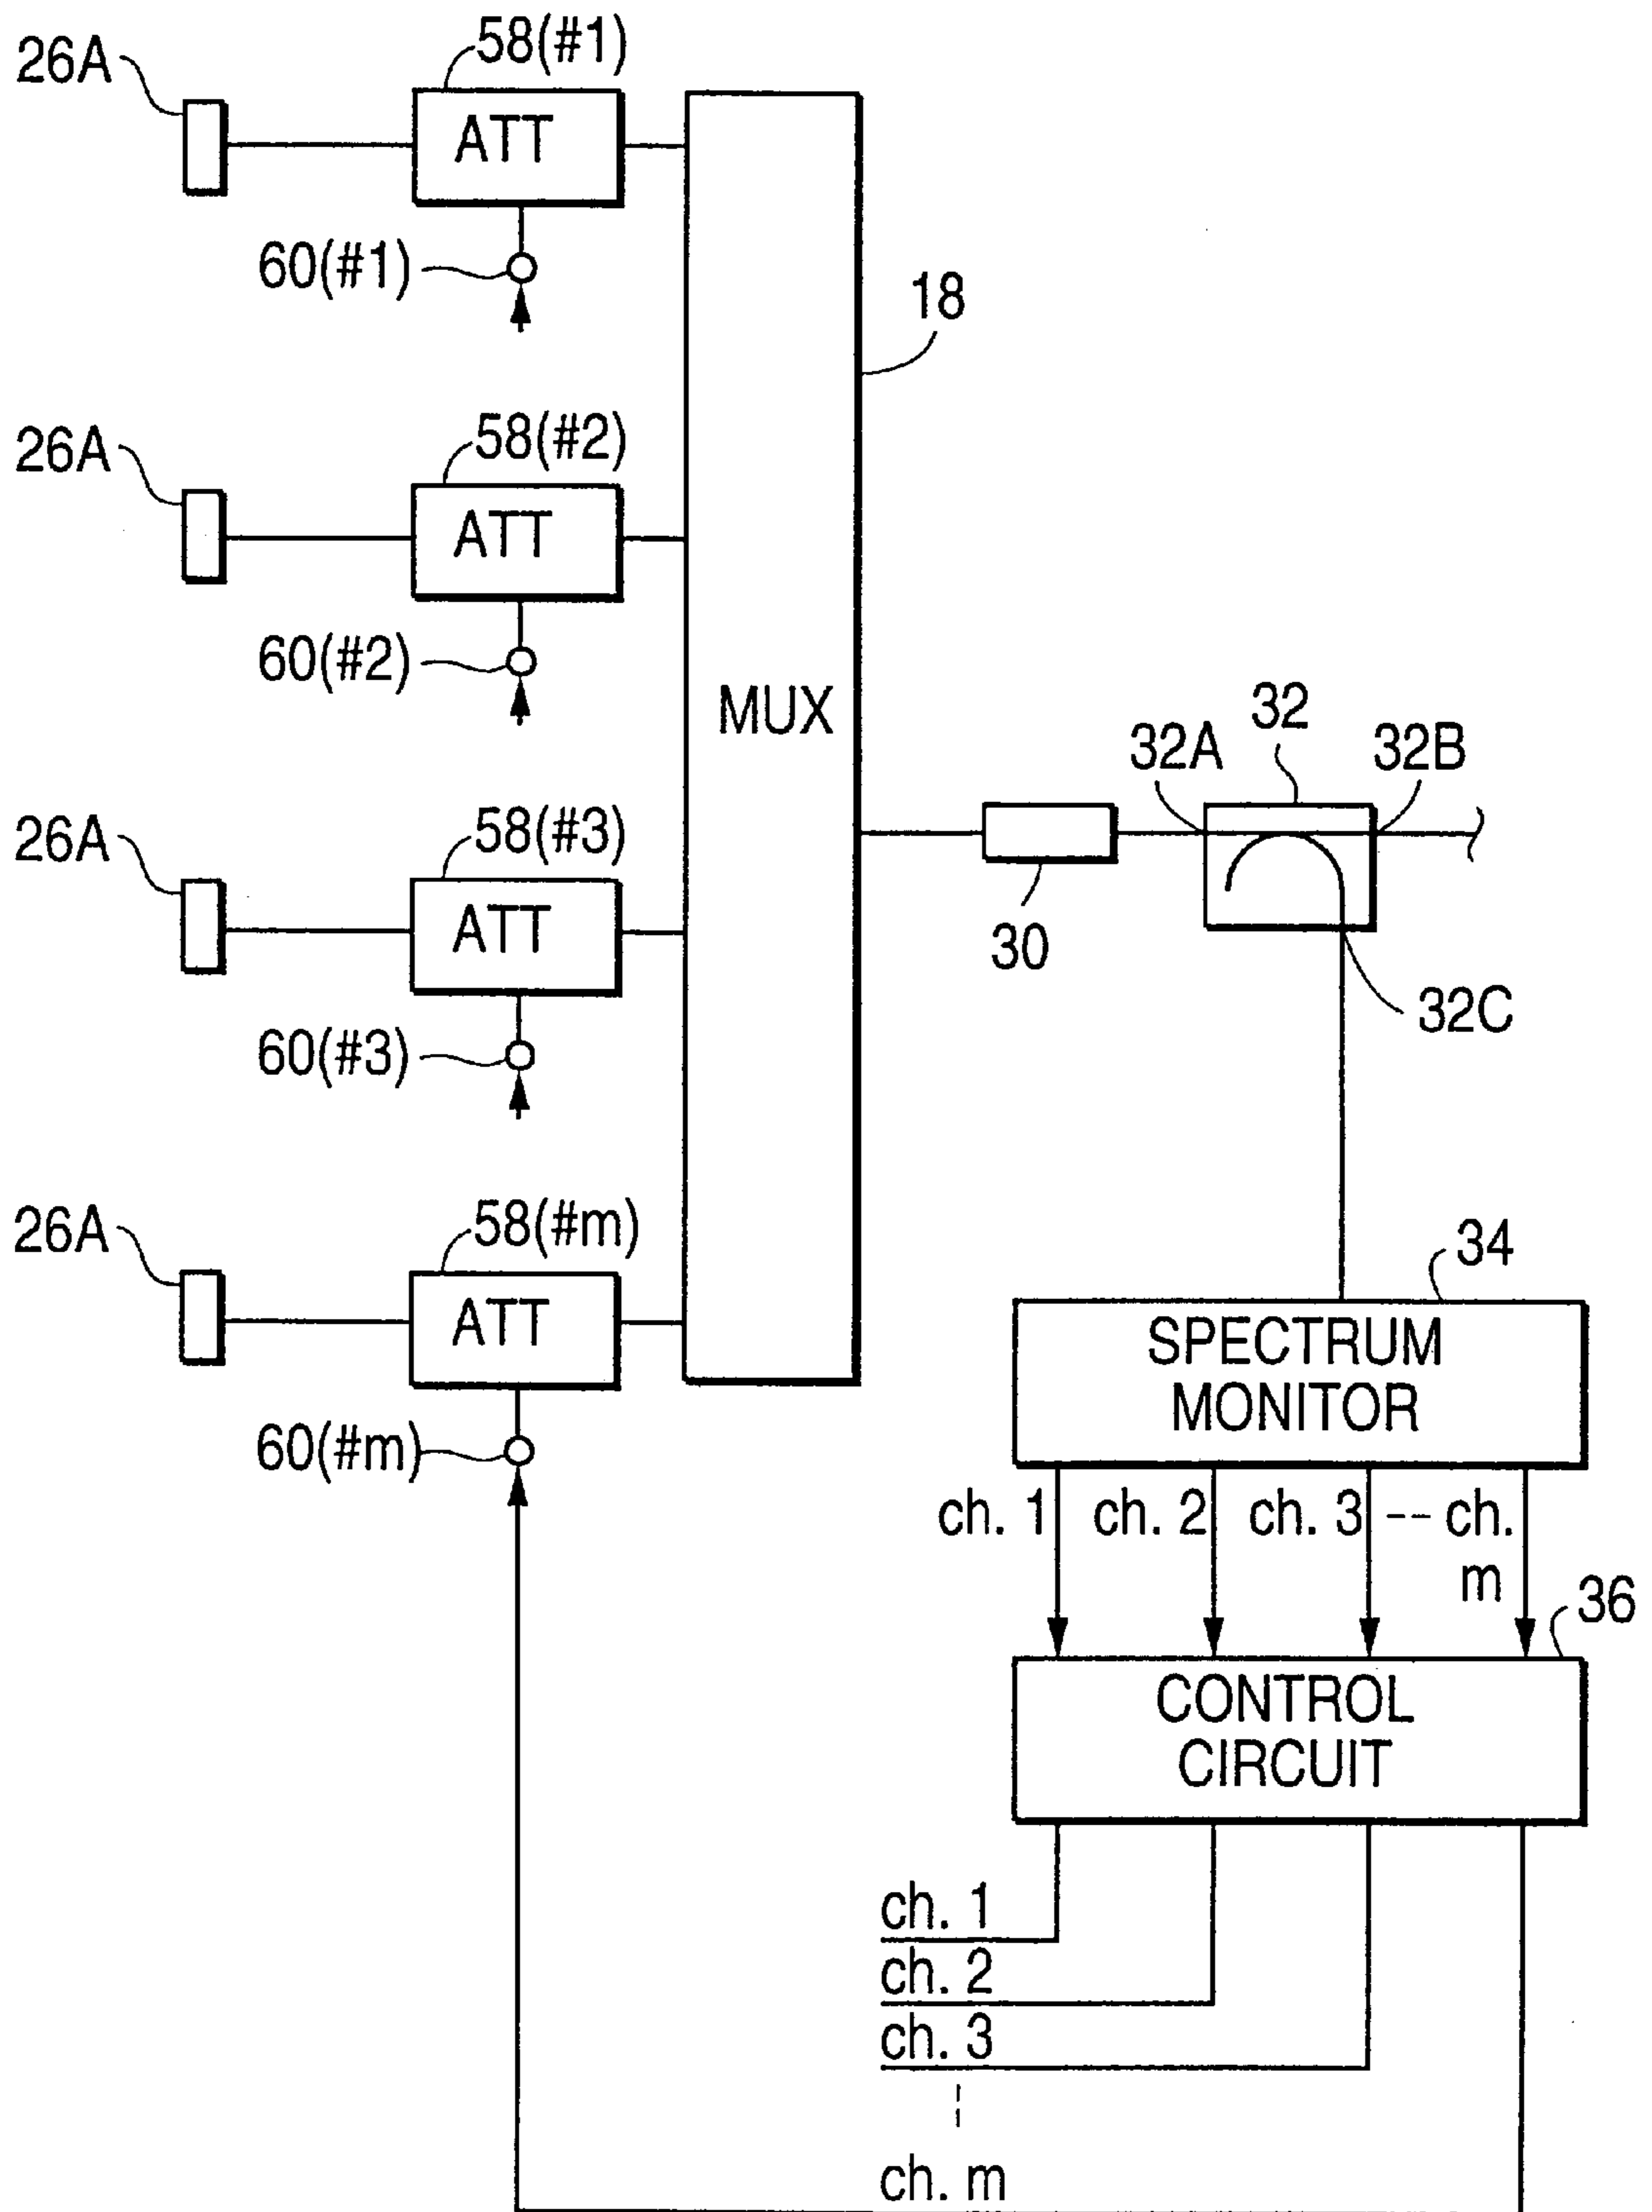 26A
58(#1)
ATT
60(#1)
18
26A
58(#2)
ATT
60(#2)
MUX
32
32A
32B
26A
58(#3)
ATT
30
32C
60(#3)
26A
58(#m)
ATT
34
SPECTRUM
MONITOR
60(#m)
ch. 1 ch. 2 ch. 3 -- ch.
m
36
CONTROL
CIRCUIT
ch. 1
ch. 2
ch. 3
ch. m